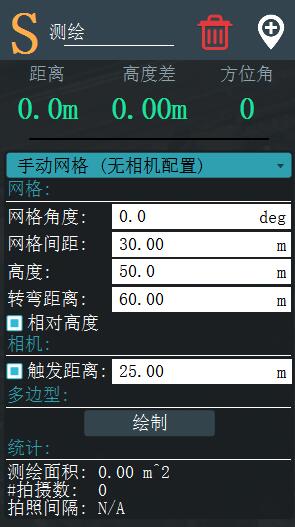 S 测绘
距离 高度差 方位角
0.0m 0.00m 0
手动网格 (无相机配置)
网格:
网格角度: 0.0 deg
网格间距: 30.00 m
高度: 50.0 m
转弯距离: 60.00 m
相对高度
相机:
触发距离: 25.00 m
多边型:
绘制
统计:
测绘面积: 0.00 m^2
#拍摄数: 0
拍照间隔: N/A